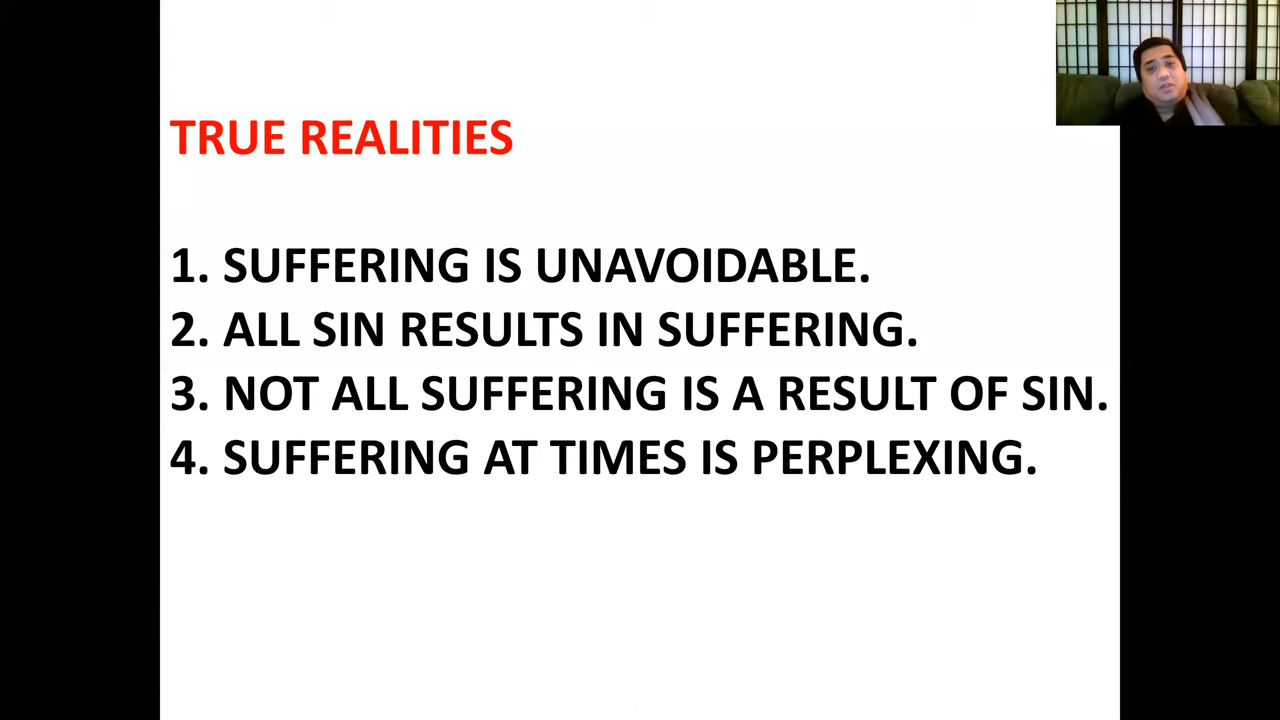 TRUE REALITIES
1. SUFFERING IS UNAVOIDABLE.
2. ALL SIN RESULTS IN SUFFERING.
3. NOT ALL SUFFERING IS A RESULT OF SIN.
4. SUFFERING AT TIMES IS PERPLEXING.